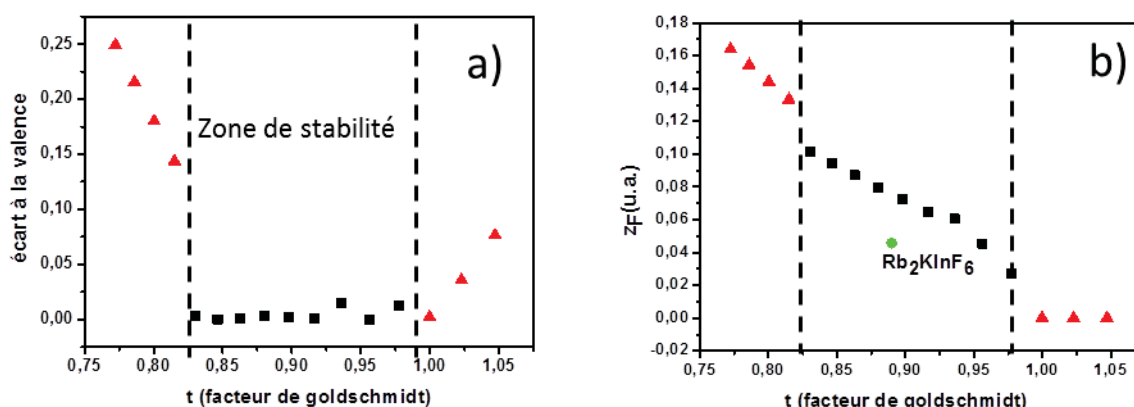 a)
0,25
0,20
0,15
0,10
0,05
0,00
écart à la valence
Zone de stabilité
0,75 0,80 0,85 0,90 0,95 1,00 1,05
t (facteur de goldschmidt)
b)
0,18
0,16
0,14
0,12
0,10
0,08
0,06
0,04
0,02
0,00
-0,02
z_F(u.a.)
Rb₂KInF₆
0,75 0,80 0,85 0,90 0,95 1,00 1,05
t (facteur de goldschmidt)